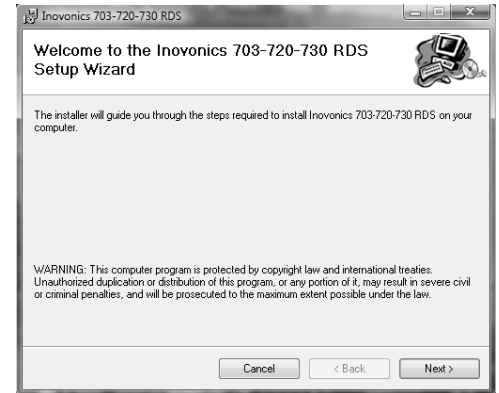 Inovonics 703-720-730 RDS
Welcome to the Inovonics 703-720-730 RDS
Setup Wizard
The installer will guide you through the steps required to install Inovonics 703-720-730 RDS on your
computer.
WARNING: This computer program is protected by copyright law and international treaties.
Unauthorized duplication or distribution of this program, or any portion of it, may result in severe civil
or criminal penalties, and will be prosecuted to the maximum extent possible under the law.
Cancel
< Back
Next >